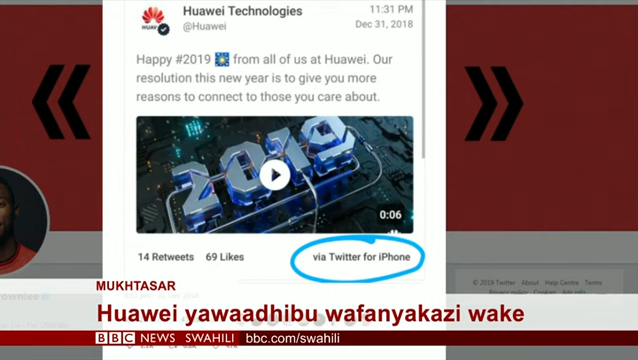 Huawei Technologies
@Huawei
11:31 PM
Dec 31, 2018
Happy #2019 from all of us at Huawei. Our
resolution this new year is to give you more
reasons to connect to those you care about.
2019
0:06
14 Retweets 69 Likes via Twitter for iPhone
© 2019 Twitter About Help Centre Terms
MUKHTASAR
Huawei yawaadhibu wafanyakazi wake
BBC NEWS SWAHILI bbc.com/swahili